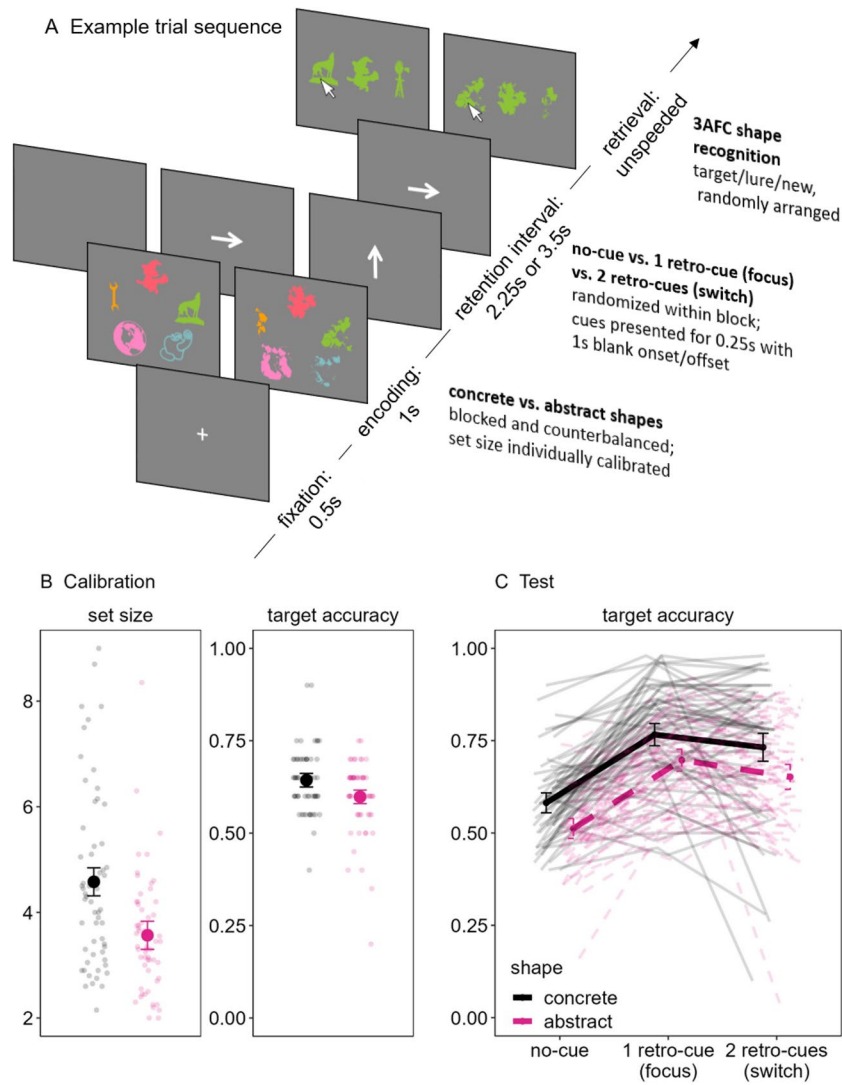 A Example trial sequence
fixation:
0.5s
encoding:
1s
retention interval:
2.25s or 3.5s
retrieval:
unspeeded
3AFC shape
recognition
target/lure/new,
randomly arranged
no-cue vs. 1 retro-cue (focus)
vs. 2 retro-cues (switch)
randomized within block;
cues presented for 0.25s with
1s blank onset/offset
concrete vs. abstract shapes
blocked and counterbalanced;
set size individually calibrated
B Calibration
set size
8
6
4
2
target accuracy
1.00
0.75
0.50
0.25
0.00
C Test
target accuracy
1.00
0.75
0.50
0.25
0.00
shape
concrete
abstract
no-cue
1 retro-cue
(focus)
2 retro-cues
(switch)